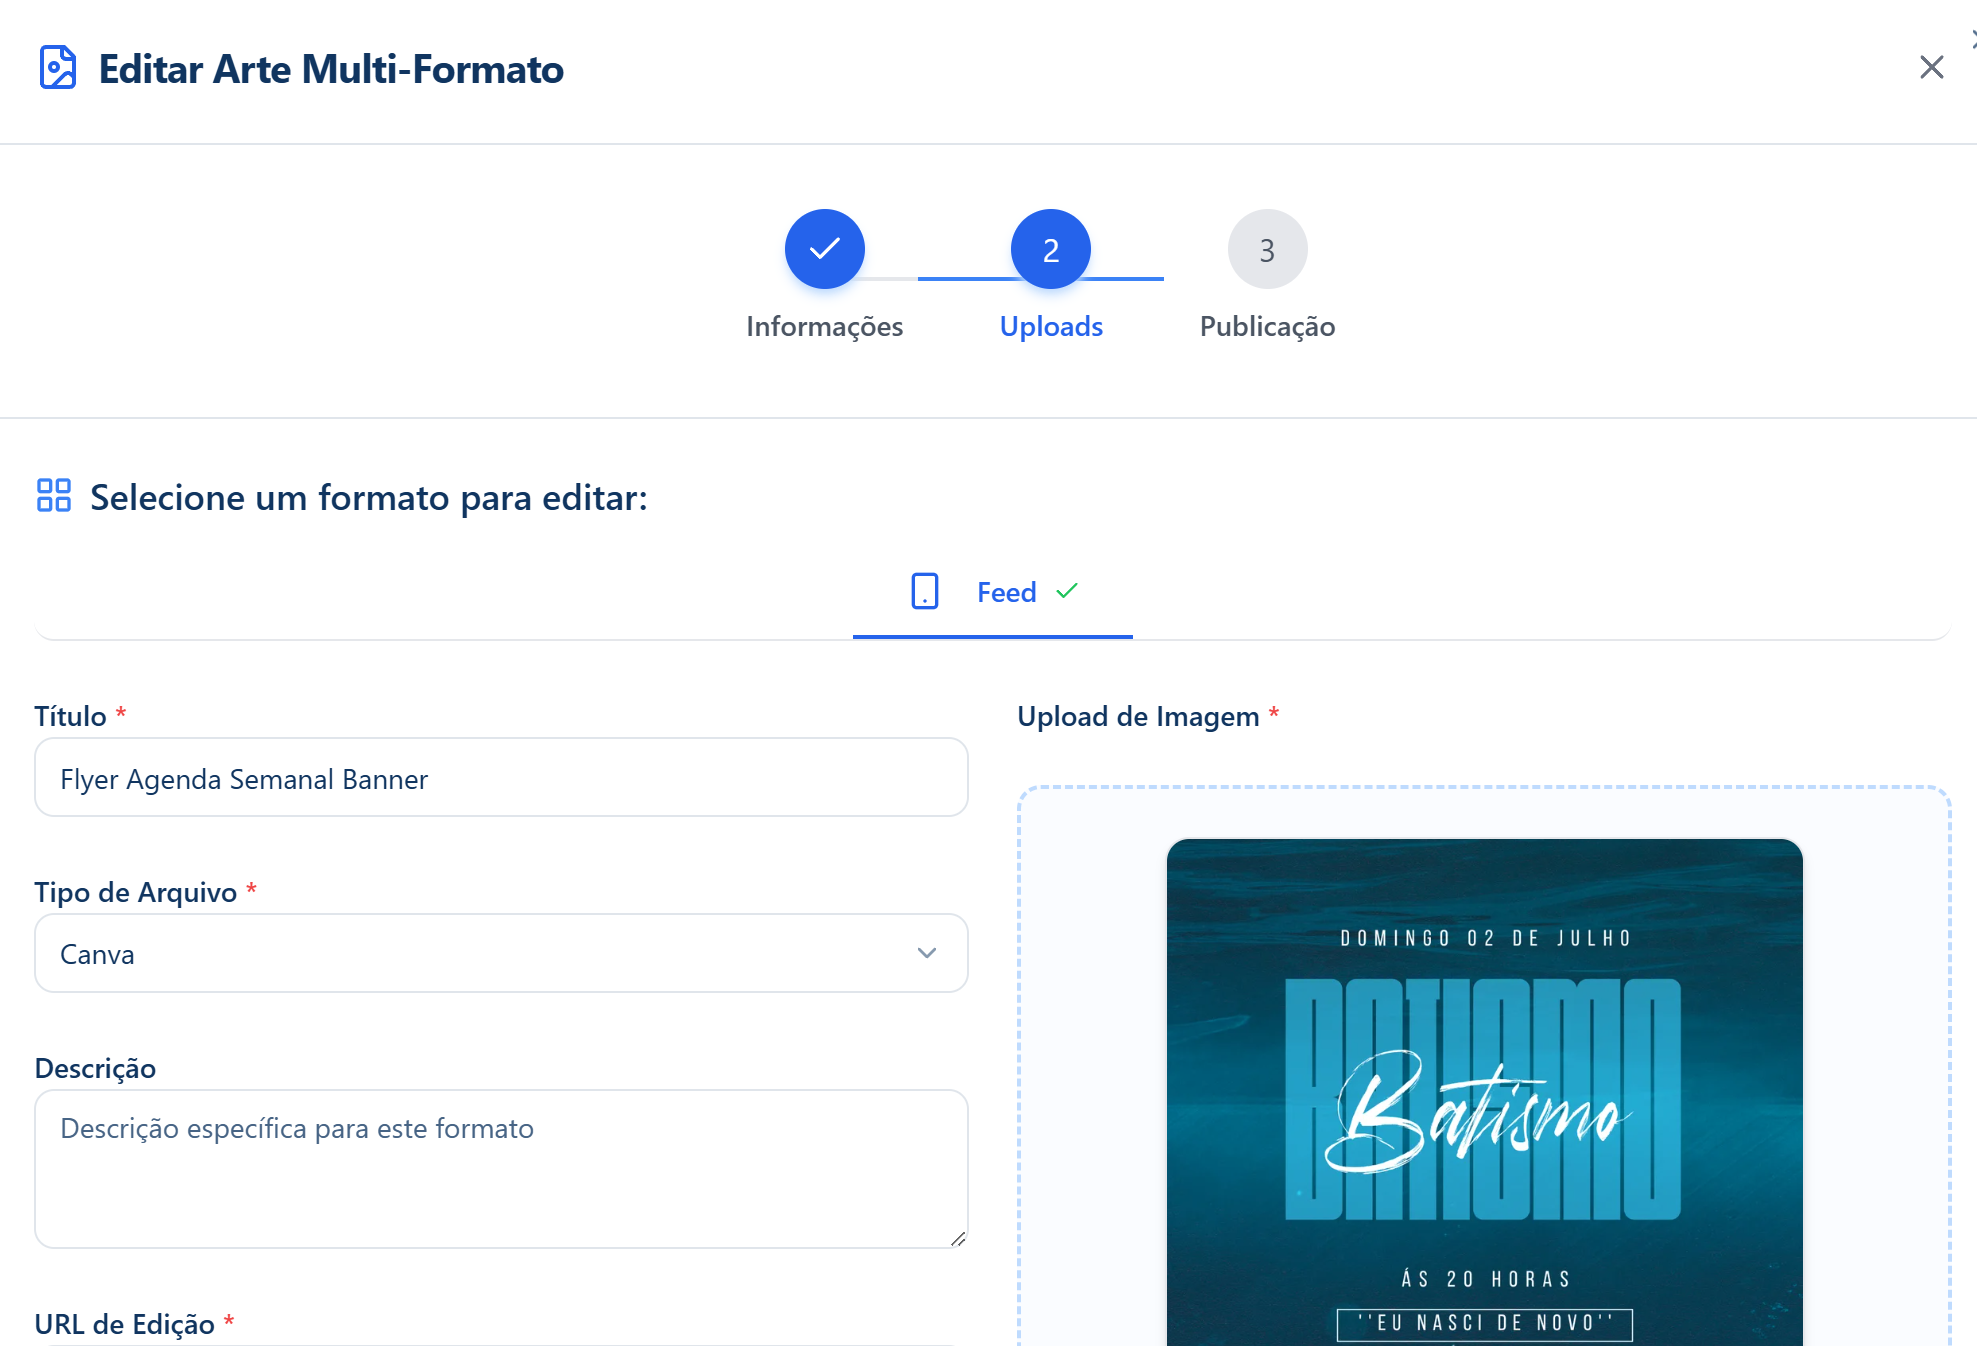 Editar Arte Multi-Formato
2
3
Informações
Uploads
Publicação
Selecione um formato para editar:
Feed
Título *
Upload de Imagem *
Flyer Agenda Semanal Banner
DOMINGO 02 DE JULHO
Tipo de Arquivo *
Canva
BATISMO
Batismo
Descrição
Descrição específica para este formato
ÁS 20 HORAS
''EU NASCI DE NOVO''
URL de Edição *